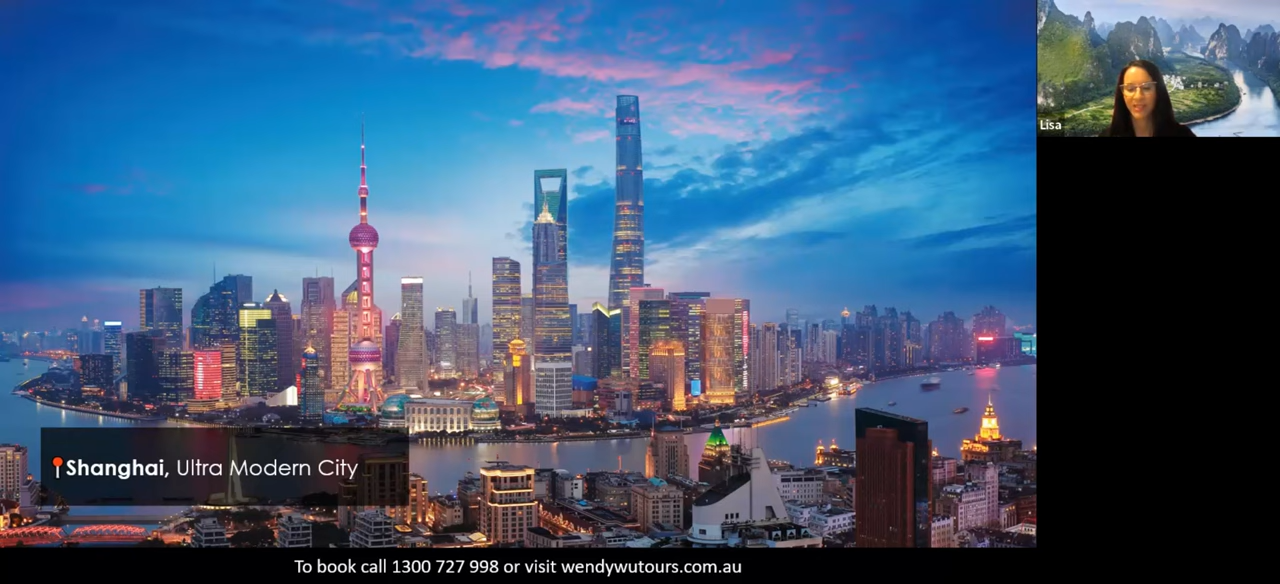 Lisa
Shanghai, Ultra Modern City
To book call 1300 727 998 or visit wendywutours.com.au